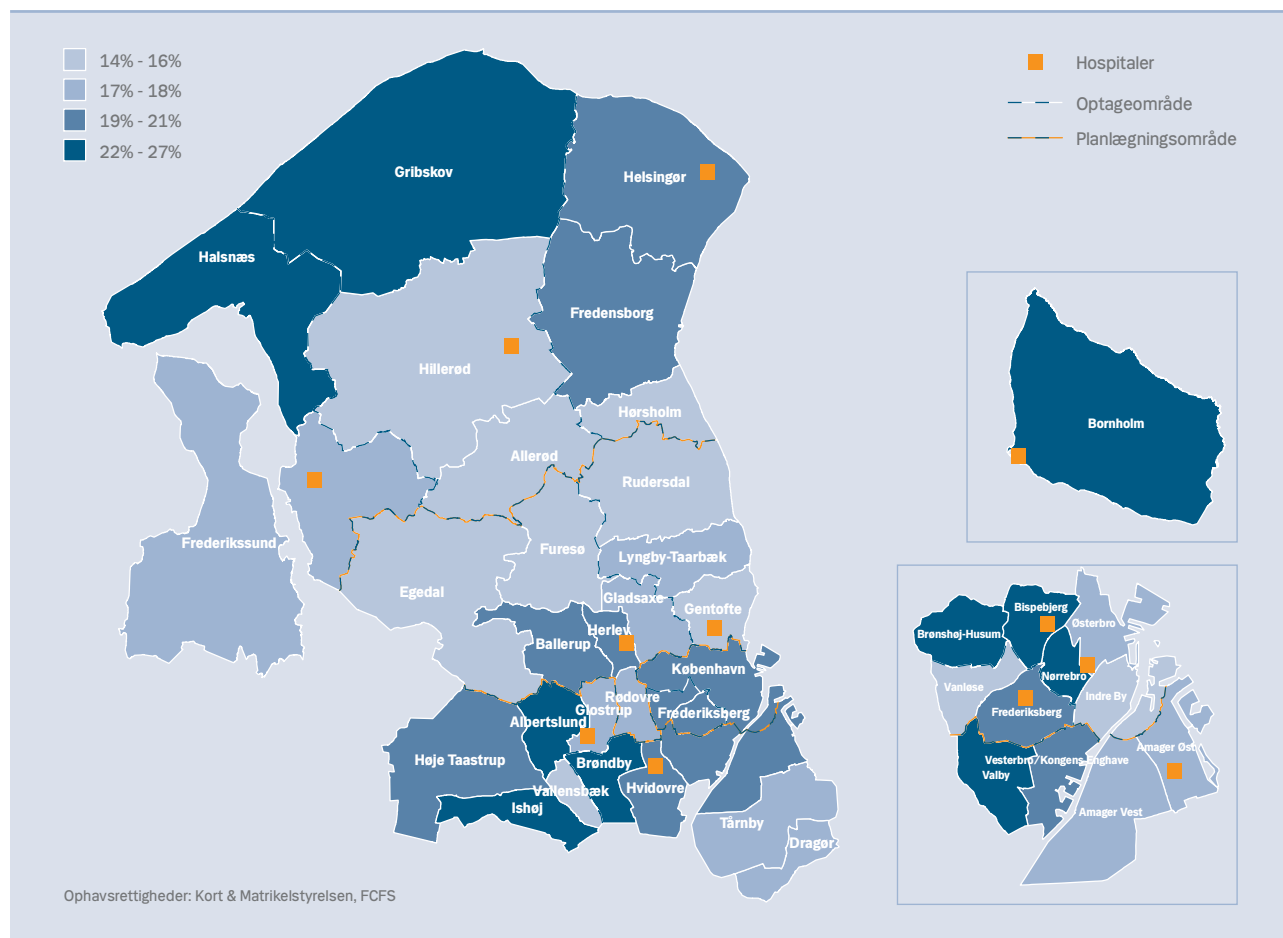 14% - 16%
17% - 18%
19% - 21%
22% - 27%
Hospitaler
Optageområde
Planlægningsområde
Gribskov
Helsingør
Halsnæs
Fredensborg
Hillerød
Hørsholm
Allerød
Rudersdal
Frederikssund
Furesø
Lyngby-Taarbæk
Egedal
Gladsaxe
Gentofte
Herlev
Ballerup
København
Rødovre
Glostrup
Frederiksberg
Albertslund
Høje Taastrup
Brøndby
Hvidovre
Vallensbæk
Ishøj
Tårnby
Dragør
Bornholm
Bispebjerg
Østerbro
Brønshøj-Husum
Nørrebro
Vanløse
Indre By
Frederiksberg
Amager Øst
Vesterbro/Kongens Enghave
Valby
Amager Vest
Ophavsrettigheder: Kort & Matrikelstyrelsen, FCFS